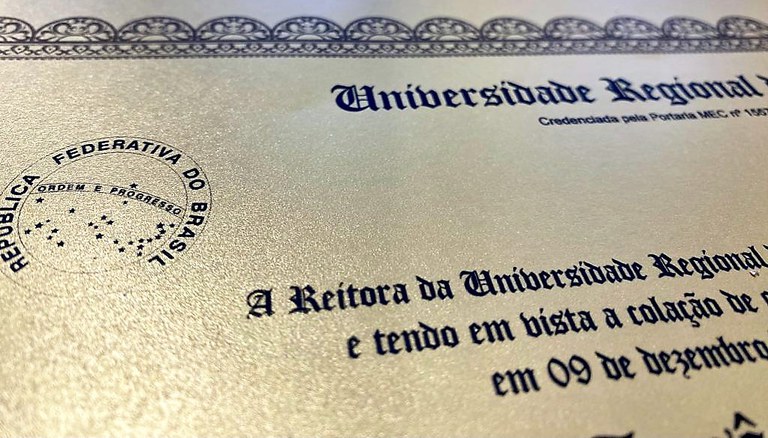 Universidade Regional
Credenciada pela Portaria MEC nº
REPÚBLICA FEDERATIVA DO BRASIL
ORDEM E PROGRESSO
A Reitora da Universidade Regional
e tendo em vista a colação de
em 09 de dezembro